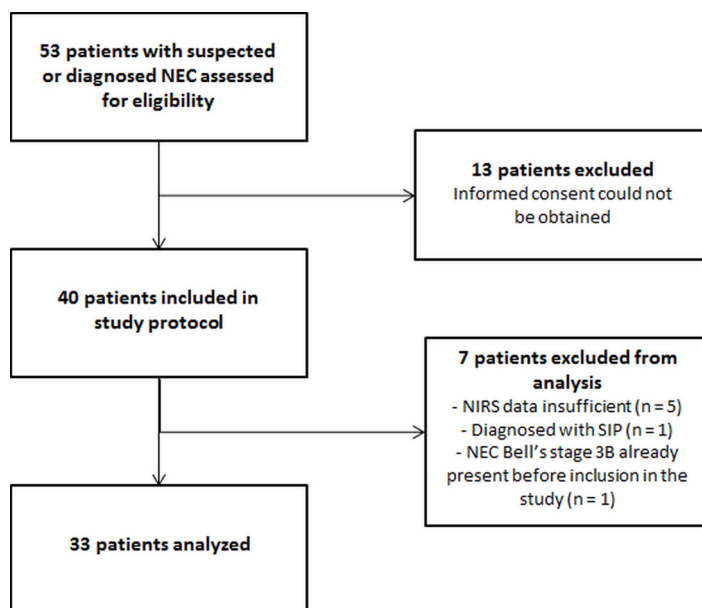 53 patients with suspected
or diagnosed NEC assessed
for eligibility
13 patients excluded
Informed consent could not
be obtained
40 patients included in
study protocol
7 patients excluded from
analysis
- NIRS data insufficient (n = 5)
- Diagnosed with SIP (n = 1)
- NEC Bell's stage 3B already
present before inclusion in the
study (n = 1)
33 patients analyzed